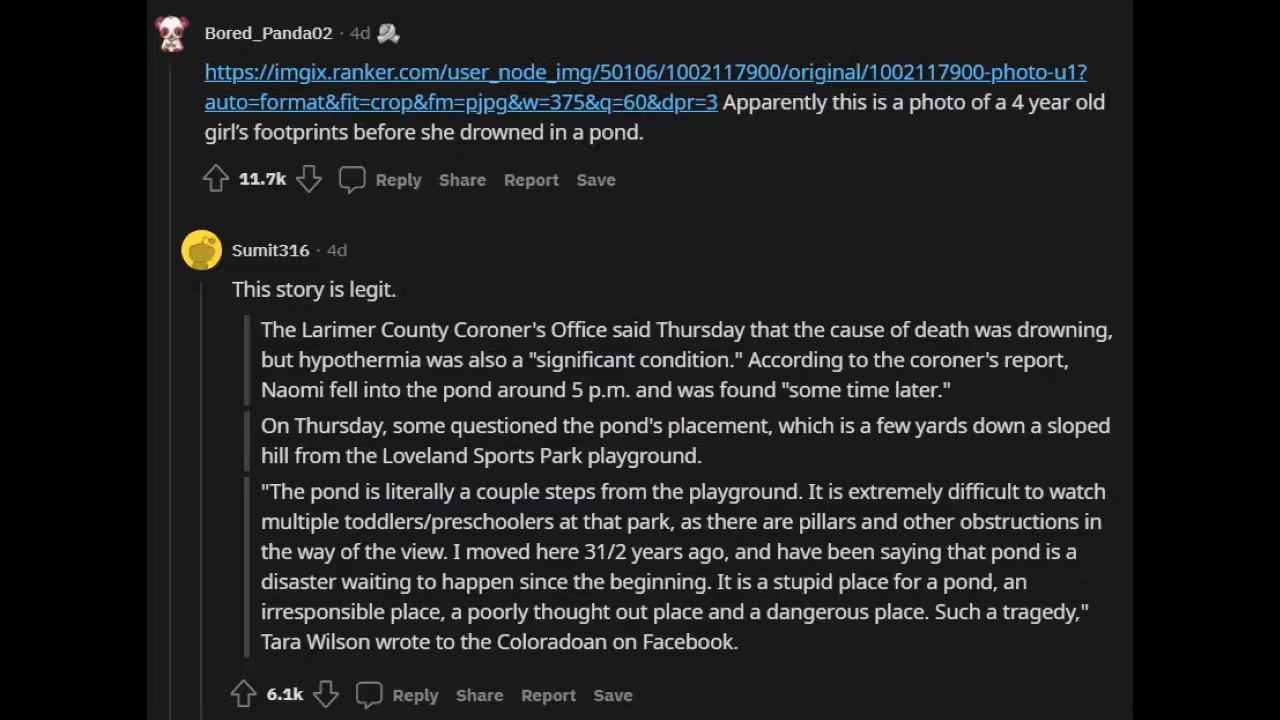 Bored_Panda02 · 4d
https://imgix.ranker.com/user_node_img/50106/1002117900/original/1002117900-photo-u1?
auto=format&fit=crop&fm=pjpg&w=375&q=60&dpr=3 Apparently this is a photo of a 4 year old
girl's footprints before she drowned in a pond.
11.7k Reply Share Report Save
Sumit316 · 4d
This story is legit.
The Larimer County Coroner's Office said Thursday that the cause of death was drowning,
but hypothermia was also a "significant condition." According to the coroner's report,
Naomi fell into the pond around 5 p.m. and was found "some time later."
On Thursday, some questioned the pond's placement, which is a few yards down a sloped
hill from the Loveland Sports Park playground.
"The pond is literally a couple steps from the playground. It is extremely difficult to watch
multiple toddlers/preschoolers at that park, as there are pillars and other obstructions in
the way of the view. I moved here 31/2 years ago, and have been saying that pond is a
disaster waiting to happen since the beginning. It is a stupid place for a pond, an
irresponsible place, a poorly thought out place and a dangerous place. Such a tragedy,"
Tara Wilson wrote to the Coloradoan on Facebook.
6.1k Reply Share Report Save